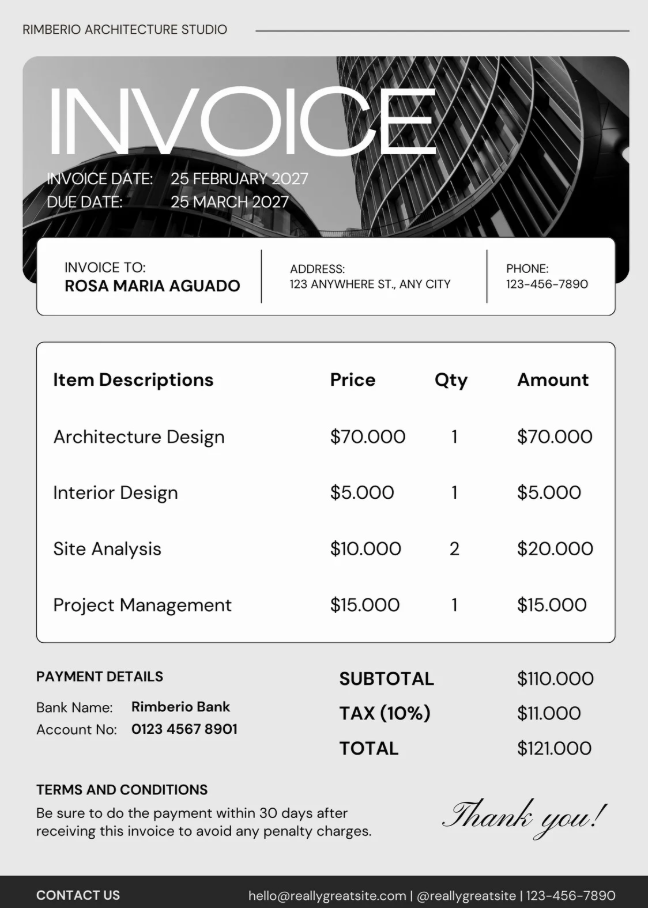 RIMBERIO ARCHITECTURE STUDIO
INVOICE
INVOICE DATE: 25 FEBRUARY 2027
DUE DATE: 25 MARCH 2027
INVOICE TO:
ROSA MARIA AGUADO
ADDRESS:
123 ANYWHERE ST., ANY CITY
PHONE:
123-456-7890
Item Descriptions Price Qty Amount
Architecture Design $70.000 1 $70.000
Interior Design $5.000 1 $5.000
Site Analysis $10.000 2 $20.000
Project Management $15.000 1 $15.000
PAYMENT DETAILS
Bank Name: Rimberio Bank
Account No: 0123 4567 8901
SUBTOTAL $110.000
TAX (10%) $11.000
TOTAL $121.000
TERMS AND CONDITIONS
Be sure to do the payment within 30 days after
receiving this invoice to avoid any penalty charges.
Thank you!
CONTACT US hello@reallygreatsite.com | @reallygreatsite | 123-456-7890